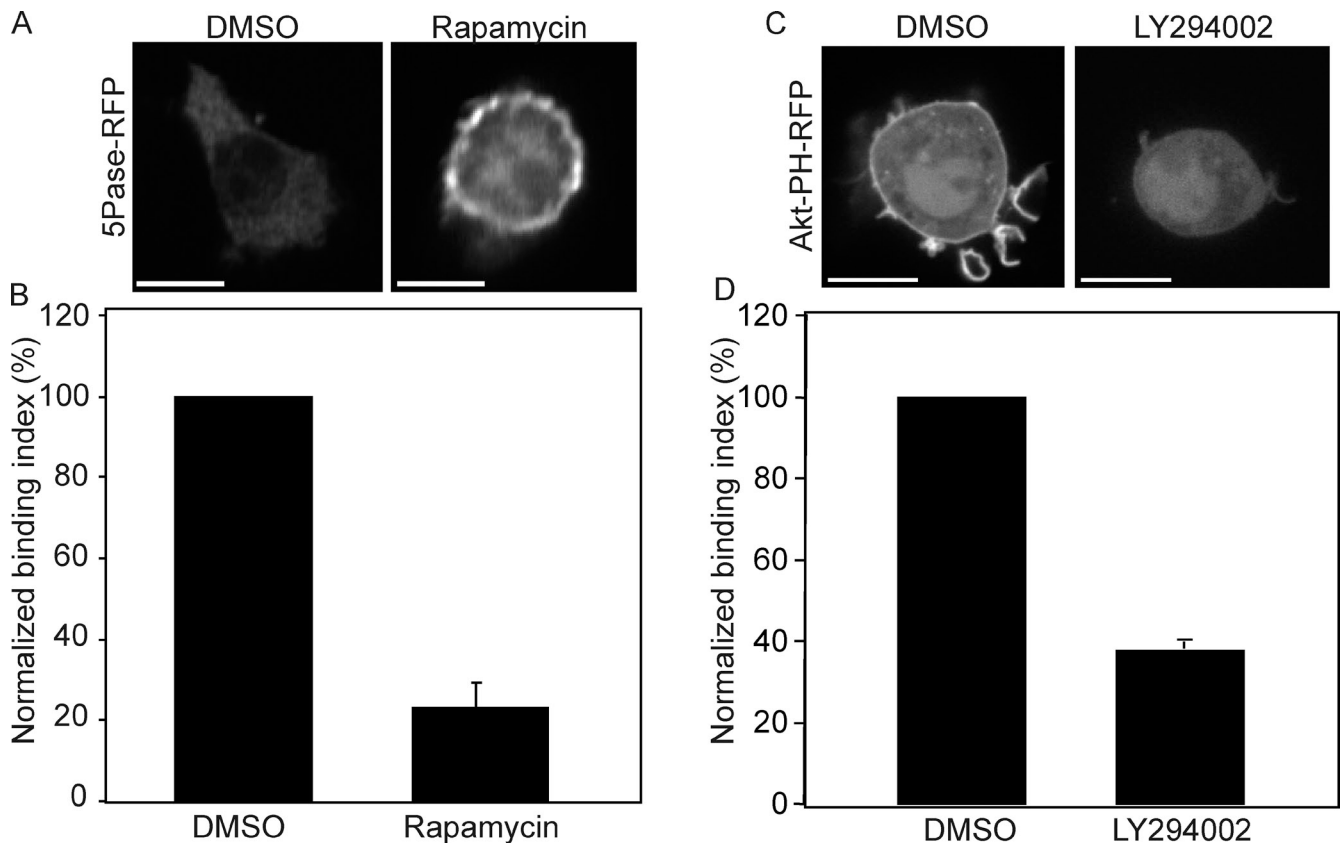 A
DMSO
Rapamycin
5Pase-RFP
C
DMSO
LY294002
Akt-PH-RFP
B
Normalized binding index (%)
120
100
80
60
40
20
0
DMSO
Rapamycin
D
Normalized binding index (%)
120
100
80
60
40
20
0
DMSO
LY294002